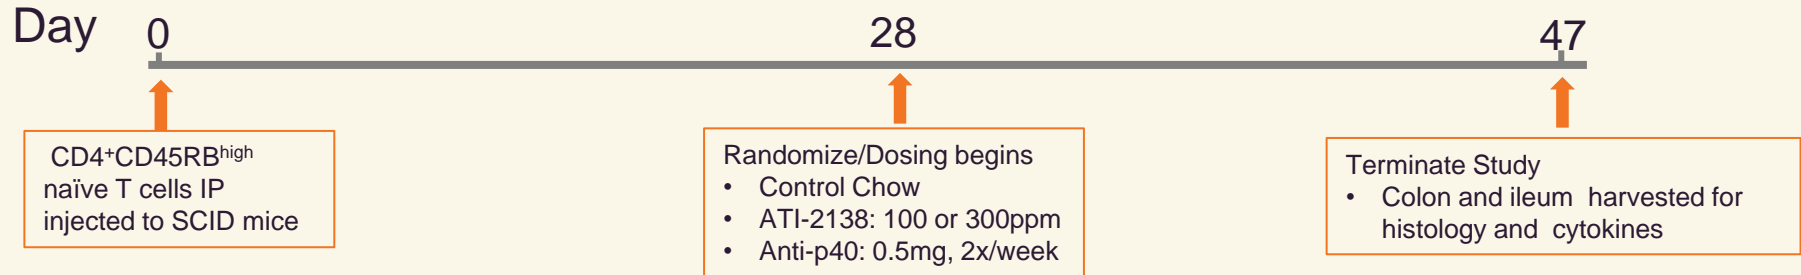 Day 0 28 47
CD4+CD45RBhigh
naïve T cells IP
injected to SCID mice
Randomize/Dosing begins
• Control Chow
• ATI-2138: 100 or 300ppm
• Anti-p40: 0.5mg, 2x/week
Terminate Study
• Colon and ileum harvested for
histology and cytokines